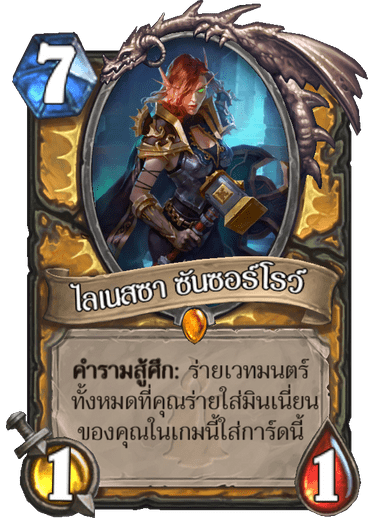 7
ไลเนสซา ซันซอร์โรว์
คำรามสู้ศึก: ร่ายเวทมนตร์
ทั้งหมดที่คุณร่ายใส่มินเนี่ยน
ของคุณในเกมนี้ใส่การ์ดนี้
1
1